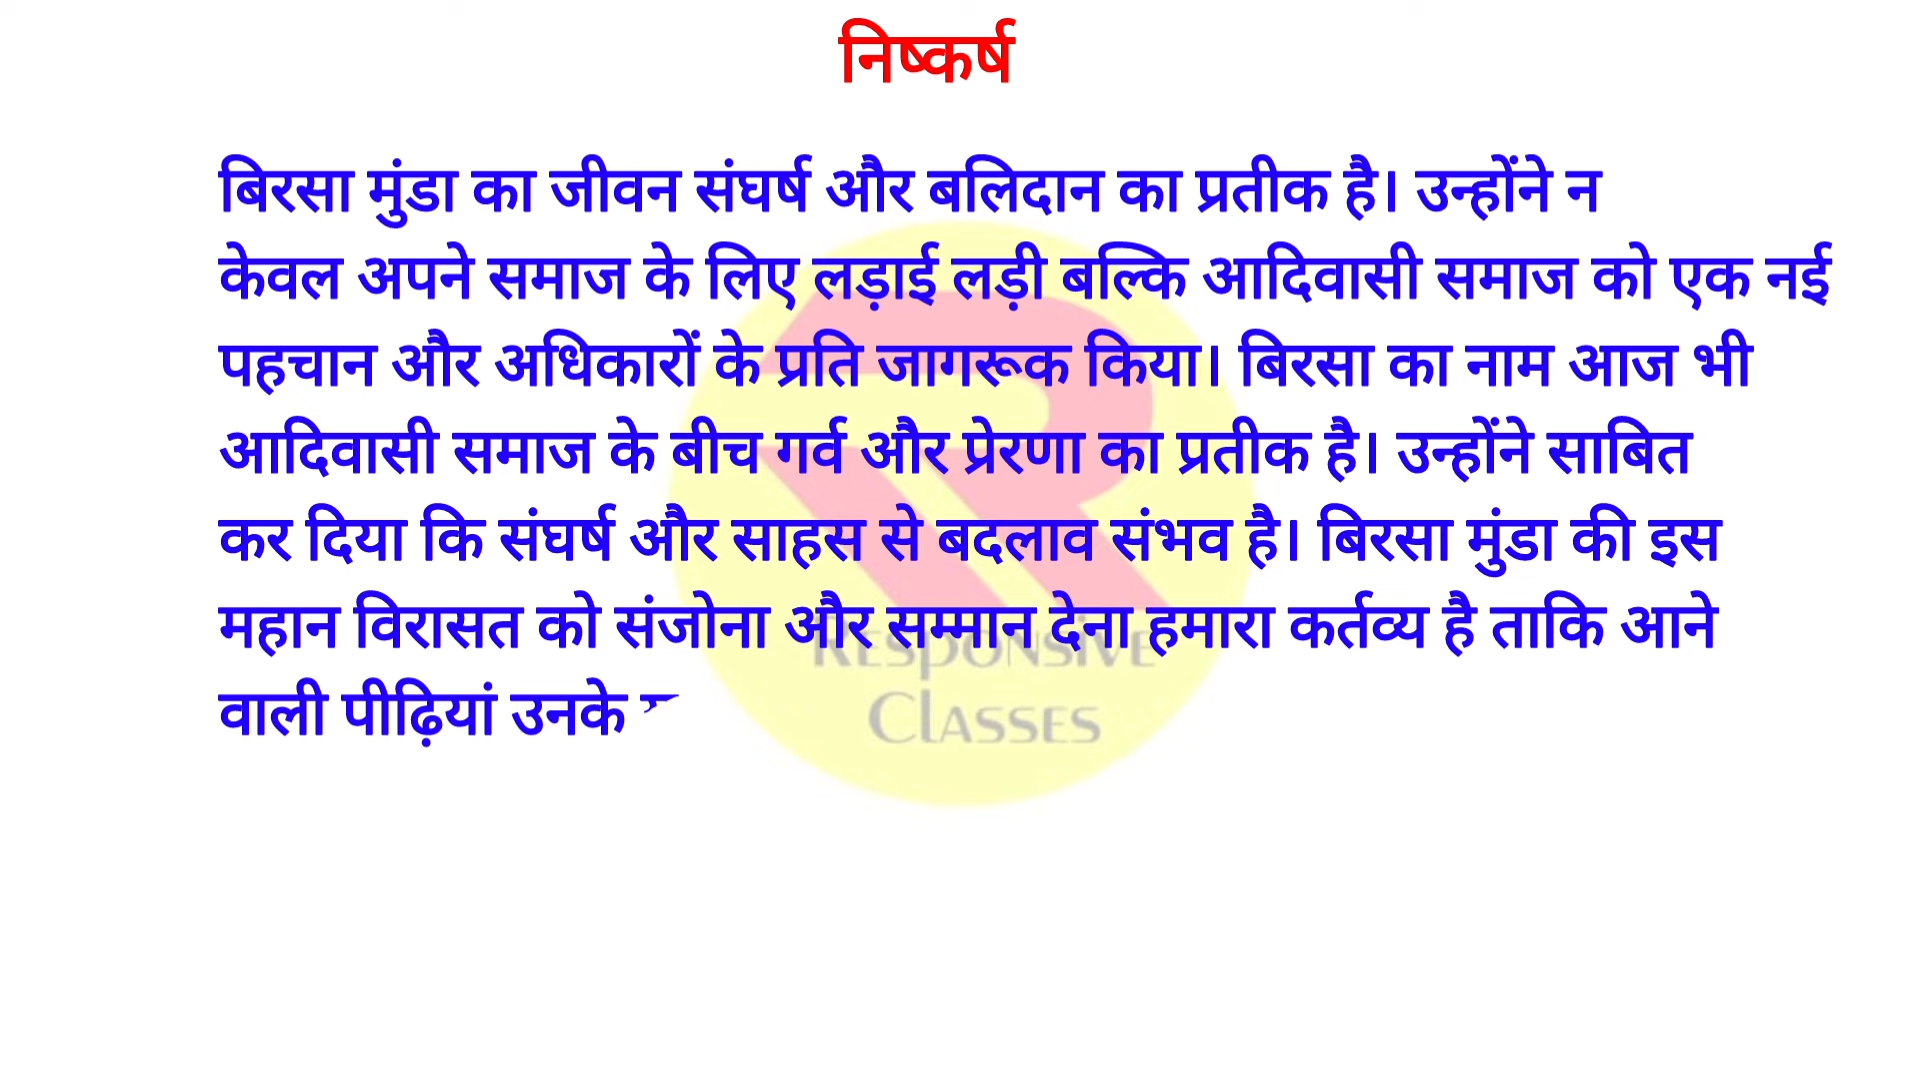 निष्कर्ष
बिरसा मुंडा का जीवन संघर्ष और बलिदान का प्रतीक है। उन्होंने न
केवल अपने समाज के लिए लड़ाई लड़ी बल्कि आदिवासी समाज को एक नई
पहचान और अधिकारों के प्रति जागरूक किया। बिरसा का नाम आज भी
आदिवासी समाज के बीच गर्व और प्रेरणा का प्रतीक है। उन्होंने साबित
कर दिया कि संघर्ष और साहस से बदलाव संभव है। बिरसा मुंडा की इस
महान विरासत को संजोना और सम्मान देना हमारा कर्तव्य है ताकि आने
वाली पीढ़ियां उनके
Responsive
Classes